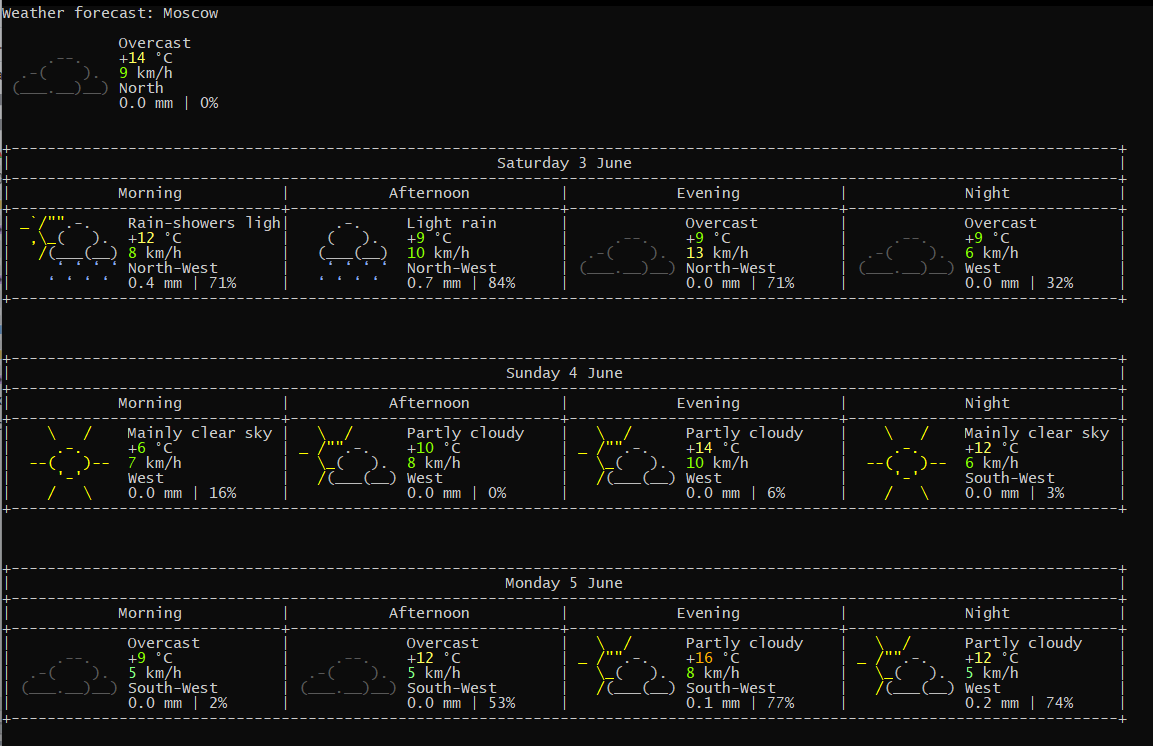 Weather forecast: Moscow
Overcast
+14 °C
9 km/h
North
0.0 mm | 0%
Saturday 3 June
Morning | Afternoon | Evening | Night
Rain-showers ligh| Light rain | Overcast | Overcast
+12 °C | +9 °C | +9 °C | +9 °C
8 km/h | 10 km/h | 13 km/h | 6 km/h
North-West | North-West | North-West | West
0.4 mm | 71% | 0.7 mm | 84% | 0.0 mm | 71% | 0.0 mm | 32%
Sunday 4 June
Morning | Afternoon | Evening | Night
Mainly clear sky | Partly cloudy | Partly cloudy | Mainly clear sky
+6 °C | +10 °C | +14 °C | +12 °C
7 km/h | 8 km/h | 10 km/h | 6 km/h
West | West | West | South-West
0.0 mm | 16% | 0.0 mm | 0% | 0.0 mm | 6% | 0.0 mm | 3%
Monday 5 June
Morning | Afternoon | Evening | Night
Overcast | Overcast | Partly cloudy | Partly cloudy
+9 °C | +12 °C | +16 °C | +12 °C
5 km/h | 5 km/h | 8 km/h | 5 km/h
South-West | South-West | South-West | West
0.0 mm | 2% | 0.0 mm | 53% | 0.1 mm | 77% | 0.2 mm | 74%